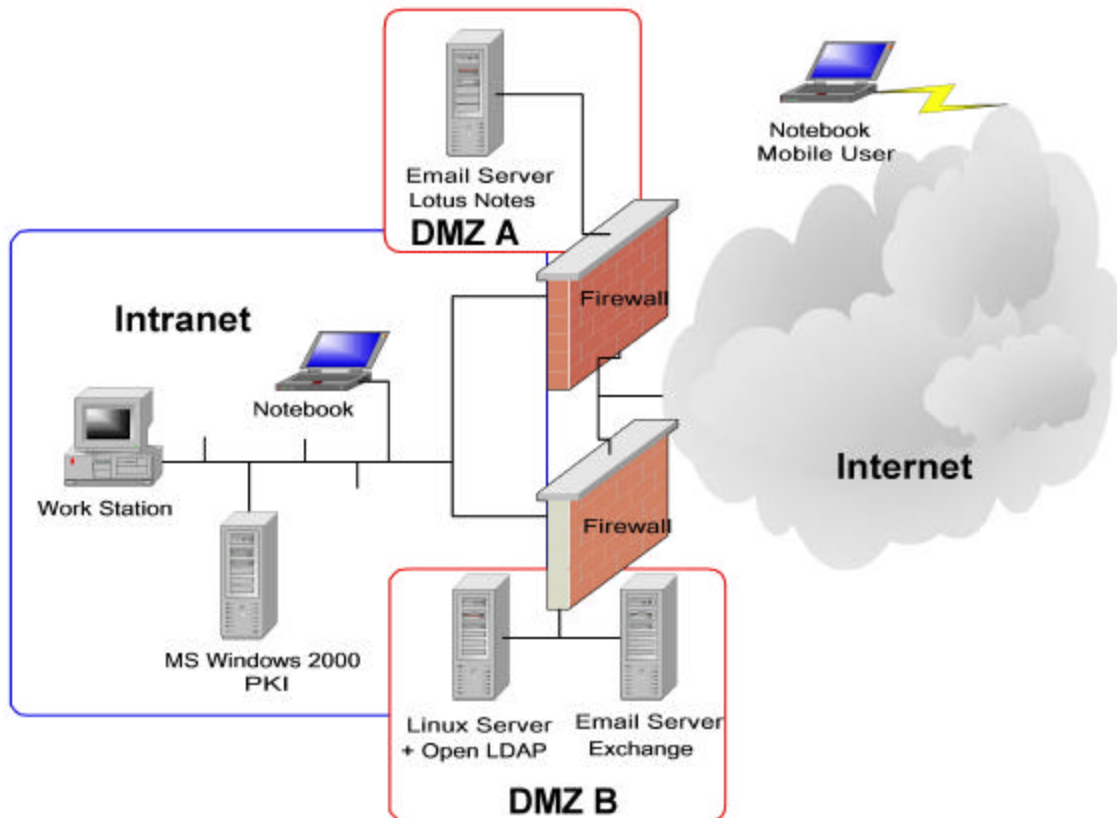 Email Server
Lotus Notes
DMZ A
Notebook
Mobile User
Firewall
Intranet
Notebook
Work Station
Internet
Firewall
MS Windows 2000
PKI
Linux Server
+ Open LDAP
Email Server
Exchange
DMZ B